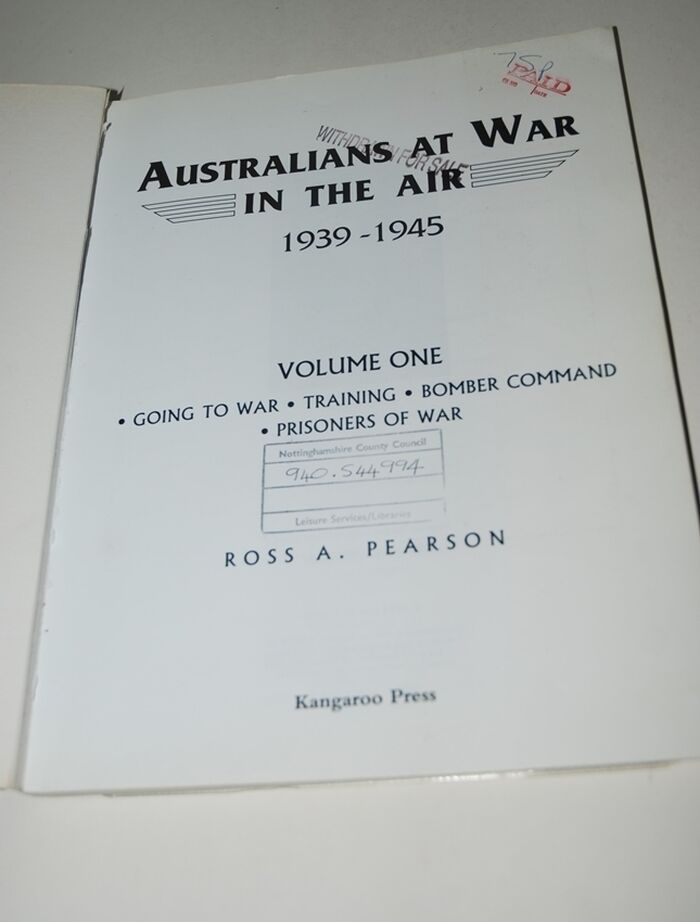 75p
PAID
WITHDRAWN FOR SALE
AUSTRALIANS AT WAR
IN THE AIR
1939-1945
VOLUME ONE
• GOING TO WAR • TRAINING • BOMBER COMMAND
• PRISONERS OF WAR
Nottinghamshire County Council
940.544994
Leisure Services/Libraries
ROSS A. PEARSON
Kangaroo Press